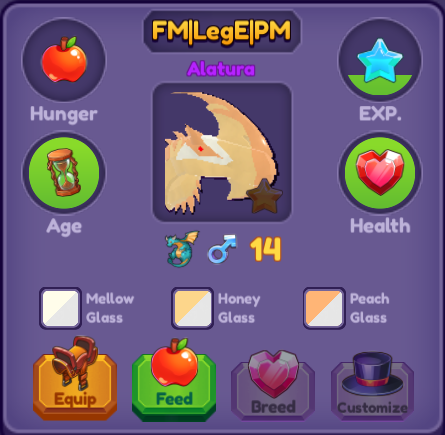 FM|LegE|PM
Alatura
Hunger
EXP.
Age
Health
14
Mellow
Glass
Honey
Glass
Peach
Glass
Equip
Feed
Breed
Customize